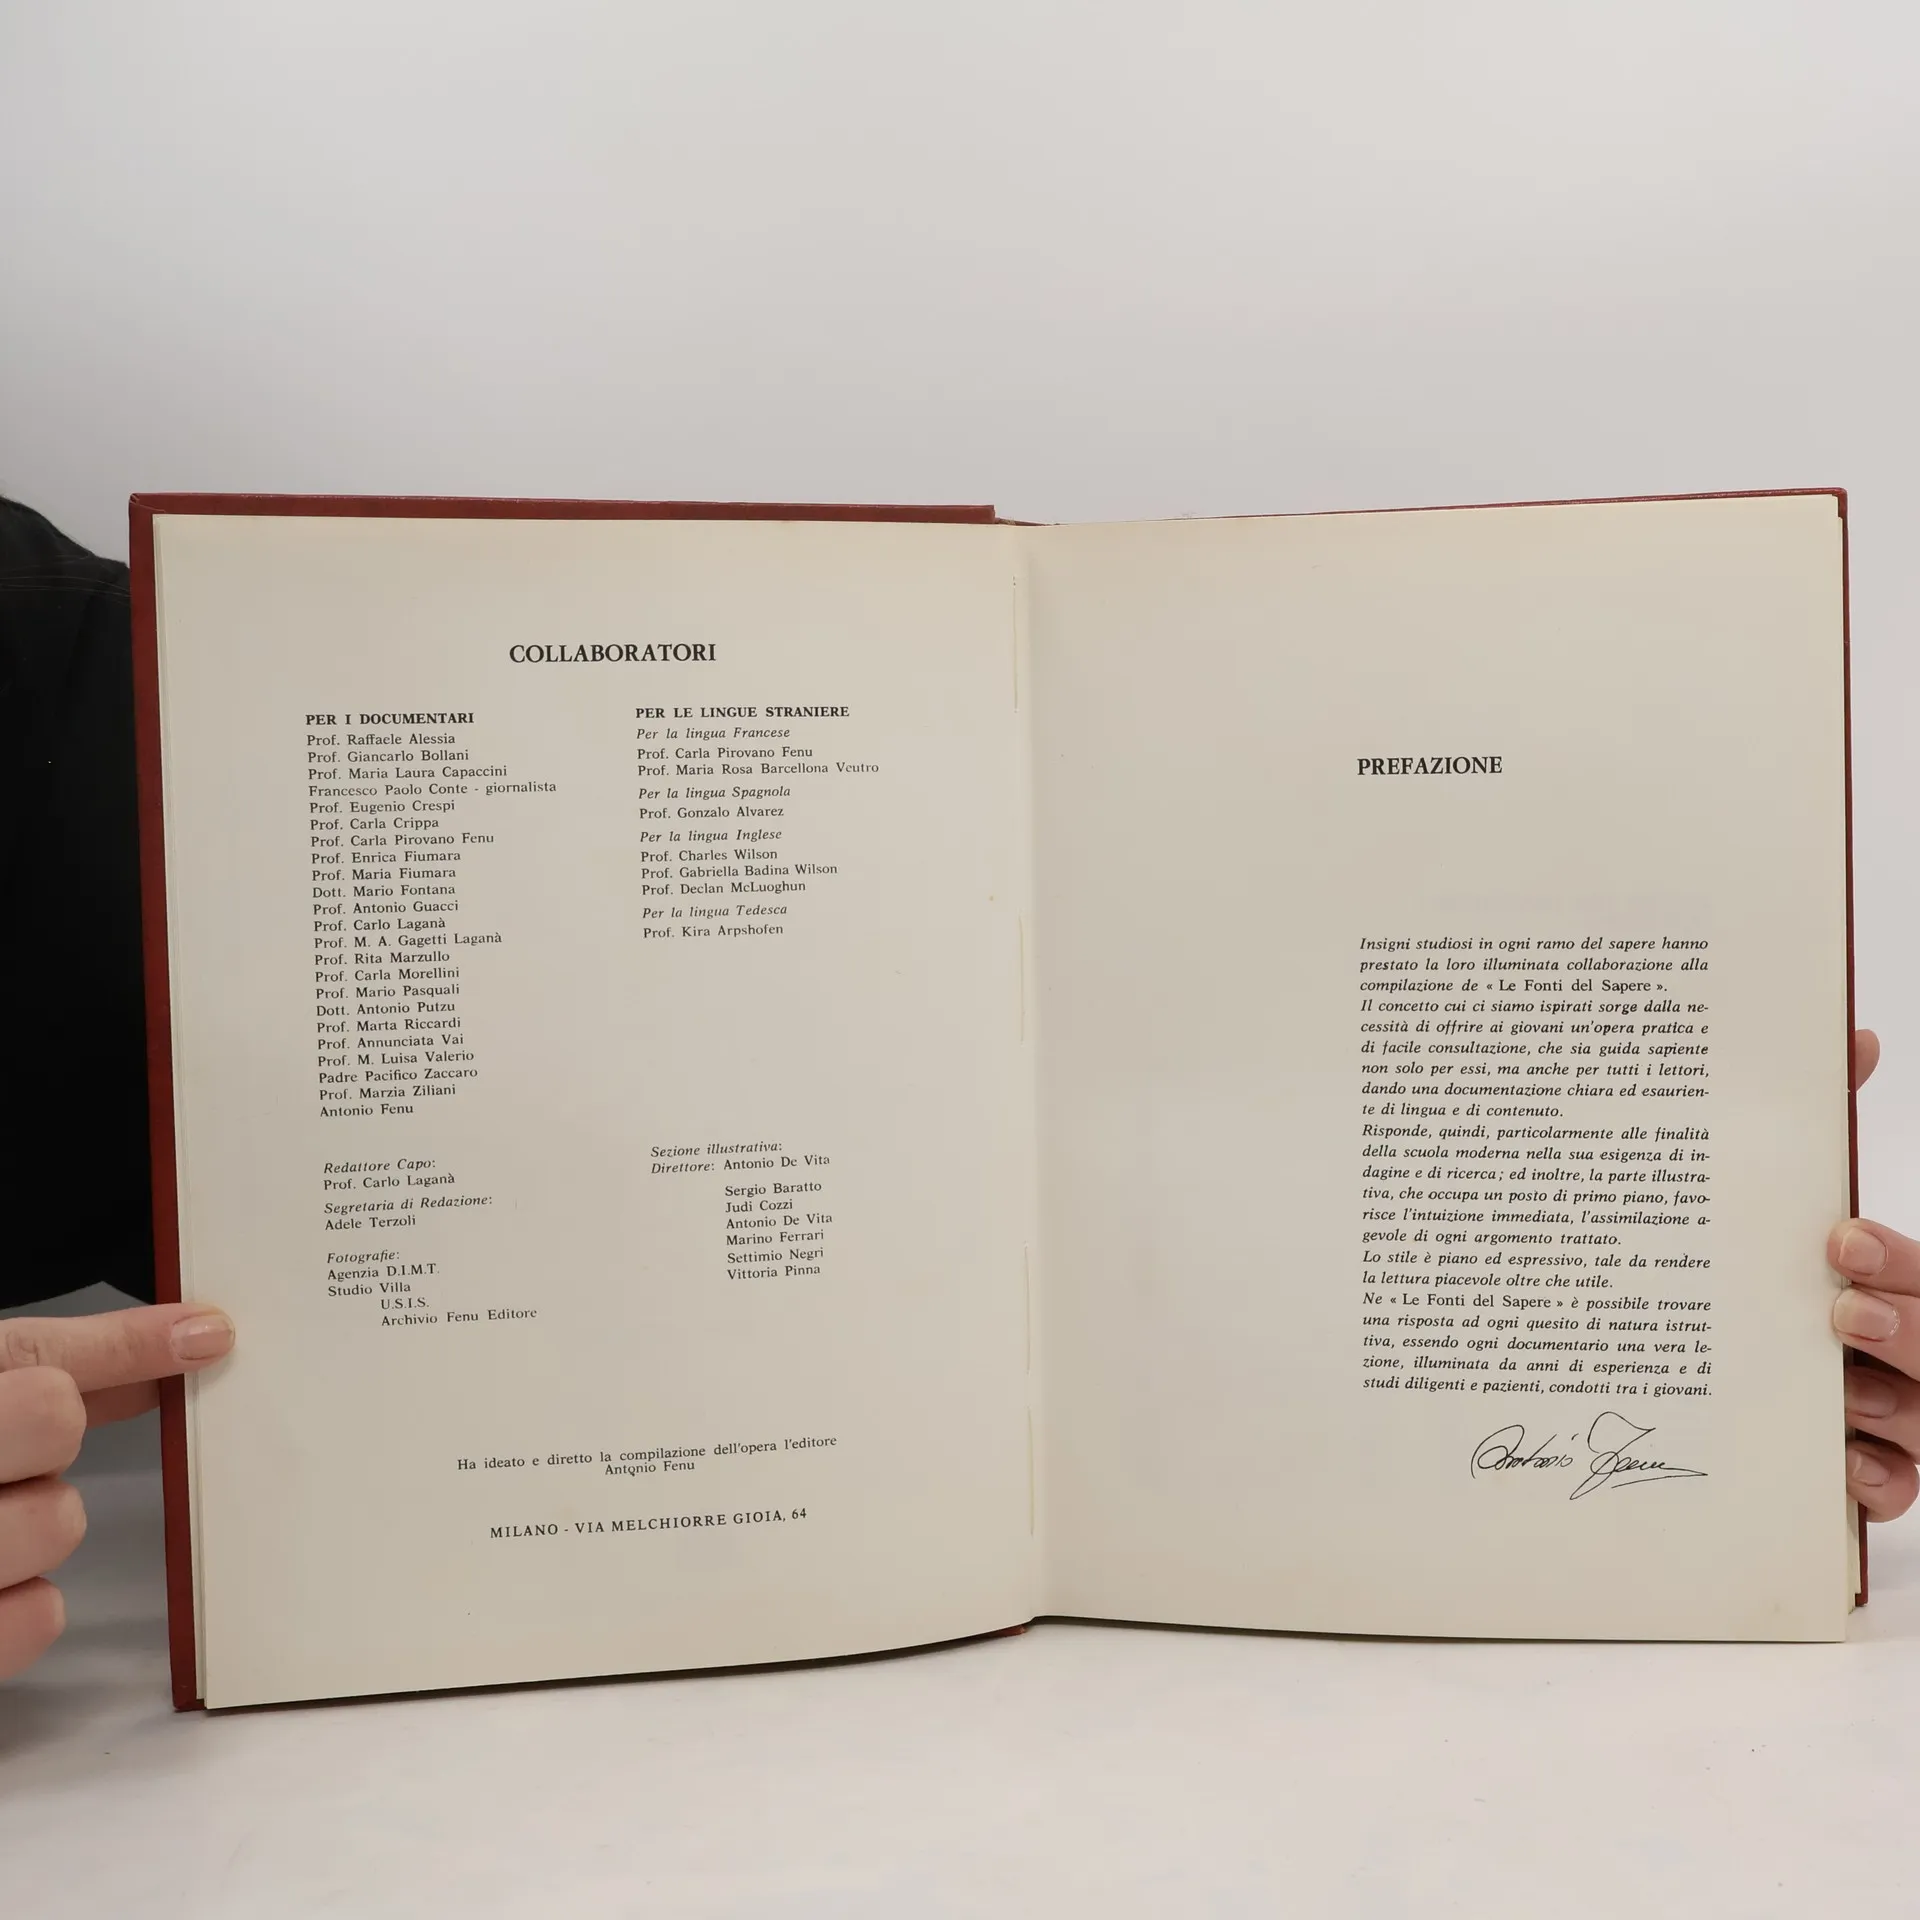 COLLABORATORI
PER I DOCUMENTARI
Prof. Raffaele Alessia
Prof. Giancarlo Bollani
Prof. Maria Laura Capaccini
Francesco Paolo Conte - giornalista
Prof. Eugenio Crespi
Prof. Carla Crippa
Prof. Carla Pirovano Fenu
Prof. Enrica Fiumara
Prof. Maria Fiumara
Dott. Mario Fontana
Prof. Antonio Guacci
Prof. Carlo Laganà
Prof. M. A. Gagetti Laganà
Prof. Rita Marzullo
Prof. Carla Morellini
Prof. Mario Pasquali
Dott. Antonio Putzu
Prof. Marta Riccardi
Prof. Annunciata Vai
Prof. M. Luisa Valerio
Padre Pacifico Zaccaro
Prof. Marzia Ziliani
Antonio Fenu
Redattore Capo:
Prof. Carlo Laganà
Segretaria di Redazione:
Adele Terzoli
Fotografie:
Agenzia D.I.M.T.
Studio Villa
U.S.I.S.
Archivio Fenu Editore
PER LE LINGUE STRANIERE
Per la lingua Francese
Prof. Carla Pirovano Fenu
Prof. Maria Rosa Barcellona Veutro
Per la lingua Spagnola
Prof. Gonzalo Alvarez
Per la lingua Inglese
Prof. Charles Wilson
Prof. Gabriella Badina Wilson
Prof. Declan McLuoghun
Per la lingua Tedesca
Prof. Kira Arpshofen
Sezione illustrativa:
Direttore: Antonio De Vita
Sergio Baratto
Judi Cozzi
Antonio De Vita
Marino Ferrari
Settimio Negri
Vittoria Pinna
Ha ideato e diretto la compilazione dell'opera l'editore
Antonio Fenu
MILANO - VIA MELCHIORRE GIOIA, 64
PREFAZIONE
Insigni studiosi in ogni ramo del sapere hanno
prestato la loro illuminata collaborazione alla
compilazione de « Le Fonti del Sapere ».
Il concetto cui ci siamo ispirati sorge dalla ne-
cessità di offrire ai giovani un'opera pratica e
di facile consultazione, che sia guida sapiente
non solo per essi, ma anche per tutti i lettori,
dando una documentazione chiara ed esaurien-
te di lingua e di contenuto.
Risponde, quindi, particolarmente alle finalità
della scuola moderna nella sua esigenza di in-
dagine e di ricerca; ed inoltre, la parte illustra-
tiva, che occupa un posto di primo piano, favo-
risce l'intuizione immediata, l'assimilazione a-
gevole di ogni argomento trattato.
Lo stile è piano ed espressivo, tale da rendere
la lettura piacevole oltre che utile.
Ne « Le Fonti del Sapere » è possibile trovare
una risposta ad ogni quesito di natura istrut-
tiva, essendo ogni documentario una vera le-
zione, illuminata da anni di esperienza e di
studi diligenti e pazienti, condotti tra i giovani.
Antonio Fenu